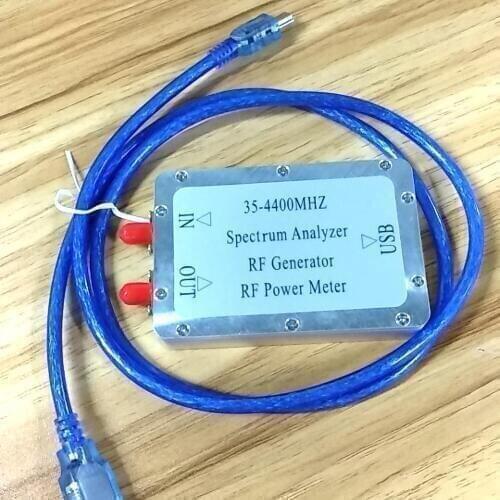 35-4400MHZ
Spectrum Analyzer
RF Generator
RF Power Meter
IN
OUT
USB